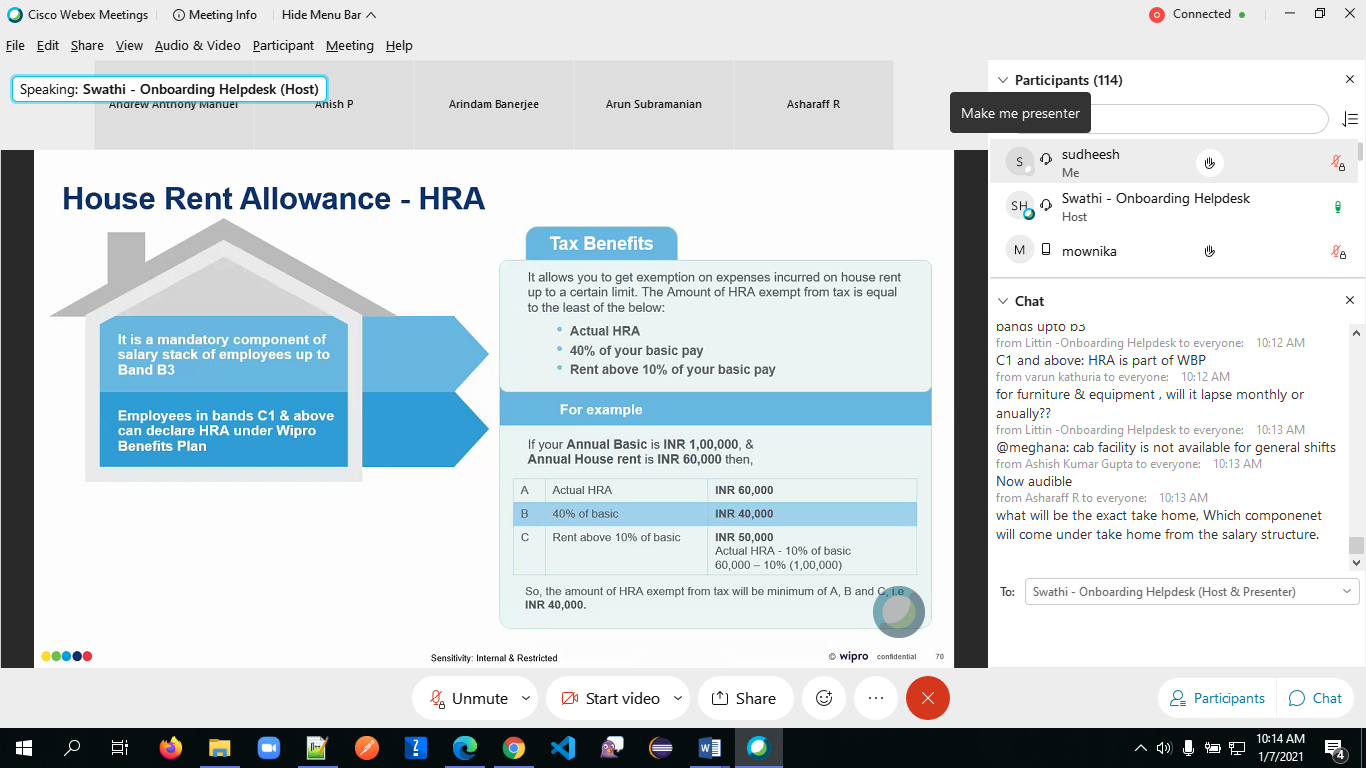 Cisco Webex Meetings
Meeting Info
Hide Menu Bar
Connected
File Edit Share View Audio & Video Participant Meeting Help
Speaking: Swathi - Onboarding Helpdesk (Host)
Andrew Anthony Manuel
Anish P
Arindam Banerjee
Arun Subramanian
Asharaff R
House Rent Allowance - HRA
It is a mandatory component of
salary stack of employees up to
Band B3
Employees in bands C1 & above
can declare HRA under Wipro
Benefits Plan
Tax Benefits
It allows you to get exemption on expenses incurred on house rent
up to a certain limit. The Amount of HRA exempt from tax is equal
to the least of the below:
• Actual HRA
• 40% of your basic pay
• Rent above 10% of your basic pay
For example
If your Annual Basic is INR 1,00,000, &
Annual House rent is INR 60,000 then,
A Actual HRA INR 60,000
B 40% of basic INR 40,000
C Rent above 10% of basic INR 50,000
Actual HRA - 10% of basic
60,000 – 10% (1,00,000)
So, the amount of HRA exempt from tax will be minimum of A, B and C, i.e
INR 40,000.
Sensitivity: Internal & Restricted
© wipro confidential 70
Participants (114)
Make me presenter
S
sudheesh
Me
SH
Swathi - Onboarding Helpdesk
Host
M
mownika
Chat
bands upto b3
from Littin -Onboarding Helpdesk to everyone: 10:12 AM
C1 and above: HRA is part of WBP
from varun kathuria to everyone: 10:12 AM
for furniture & equipment , will it lapse monthly or
anually??
from Littin -Onboarding Helpdesk to everyone: 10:13 AM
@meghana: cab facility is not available for general shifts
from Ashish Kumar Gupta to everyone: 10:13 AM
Now audible
from Asharaff R to everyone: 10:13 AM
what will be the exact take home, Which componenet
will come under take home from the salary structure.
To: Swathi - Onboarding Helpdesk (Host & Presenter)
Unmute
Start video
Share
Participants
Chat
10:14 AM
1/7/2021
4